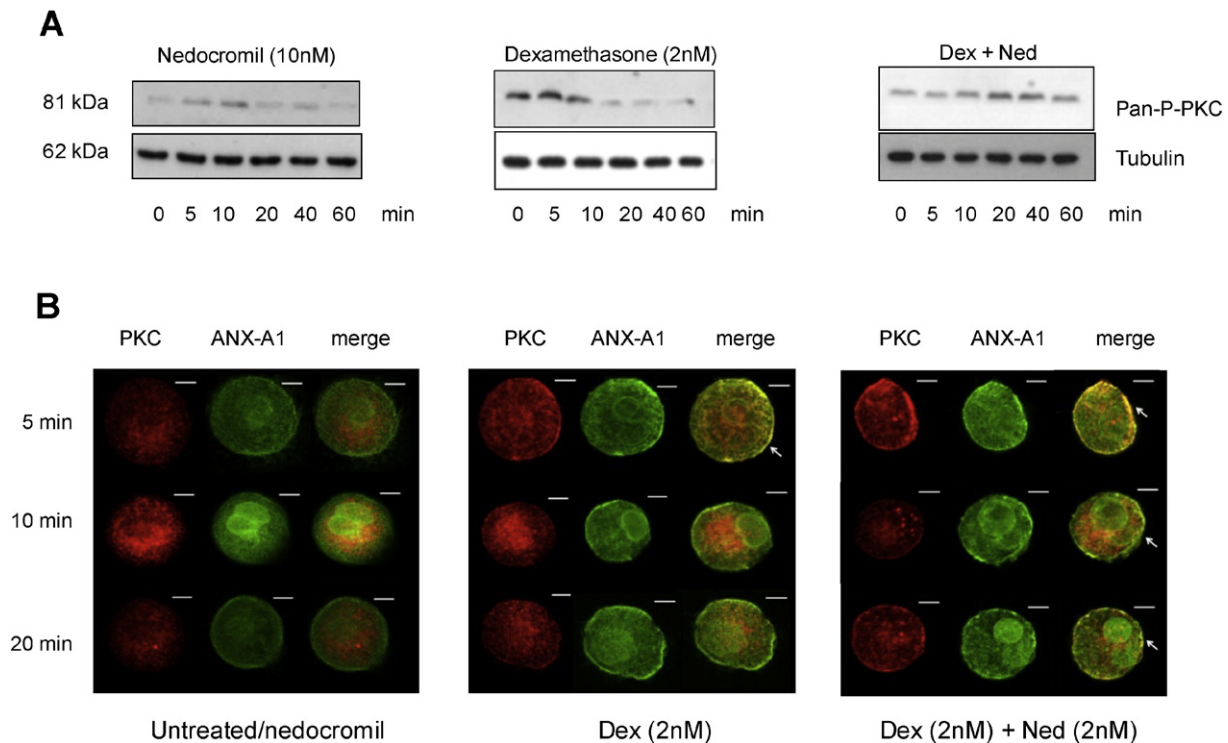 A
Nedocromil (10nM)
Dexamethasone (2nM)
Dex + Ned
81 kDa
Pan-P-PKC
62 kDa
Tubulin
0 5 10 20 40 60 min
0 5 10 20 40 60 min
0 5 10 20 40 60 min
B
PKC ANX-A1 merge
PKC ANX-A1 merge
PKC ANX-A1 merge
5 min
10 min
20 min
Untreated/nedocromil
Dex (2nM)
Dex (2nM) + Ned (2nM)